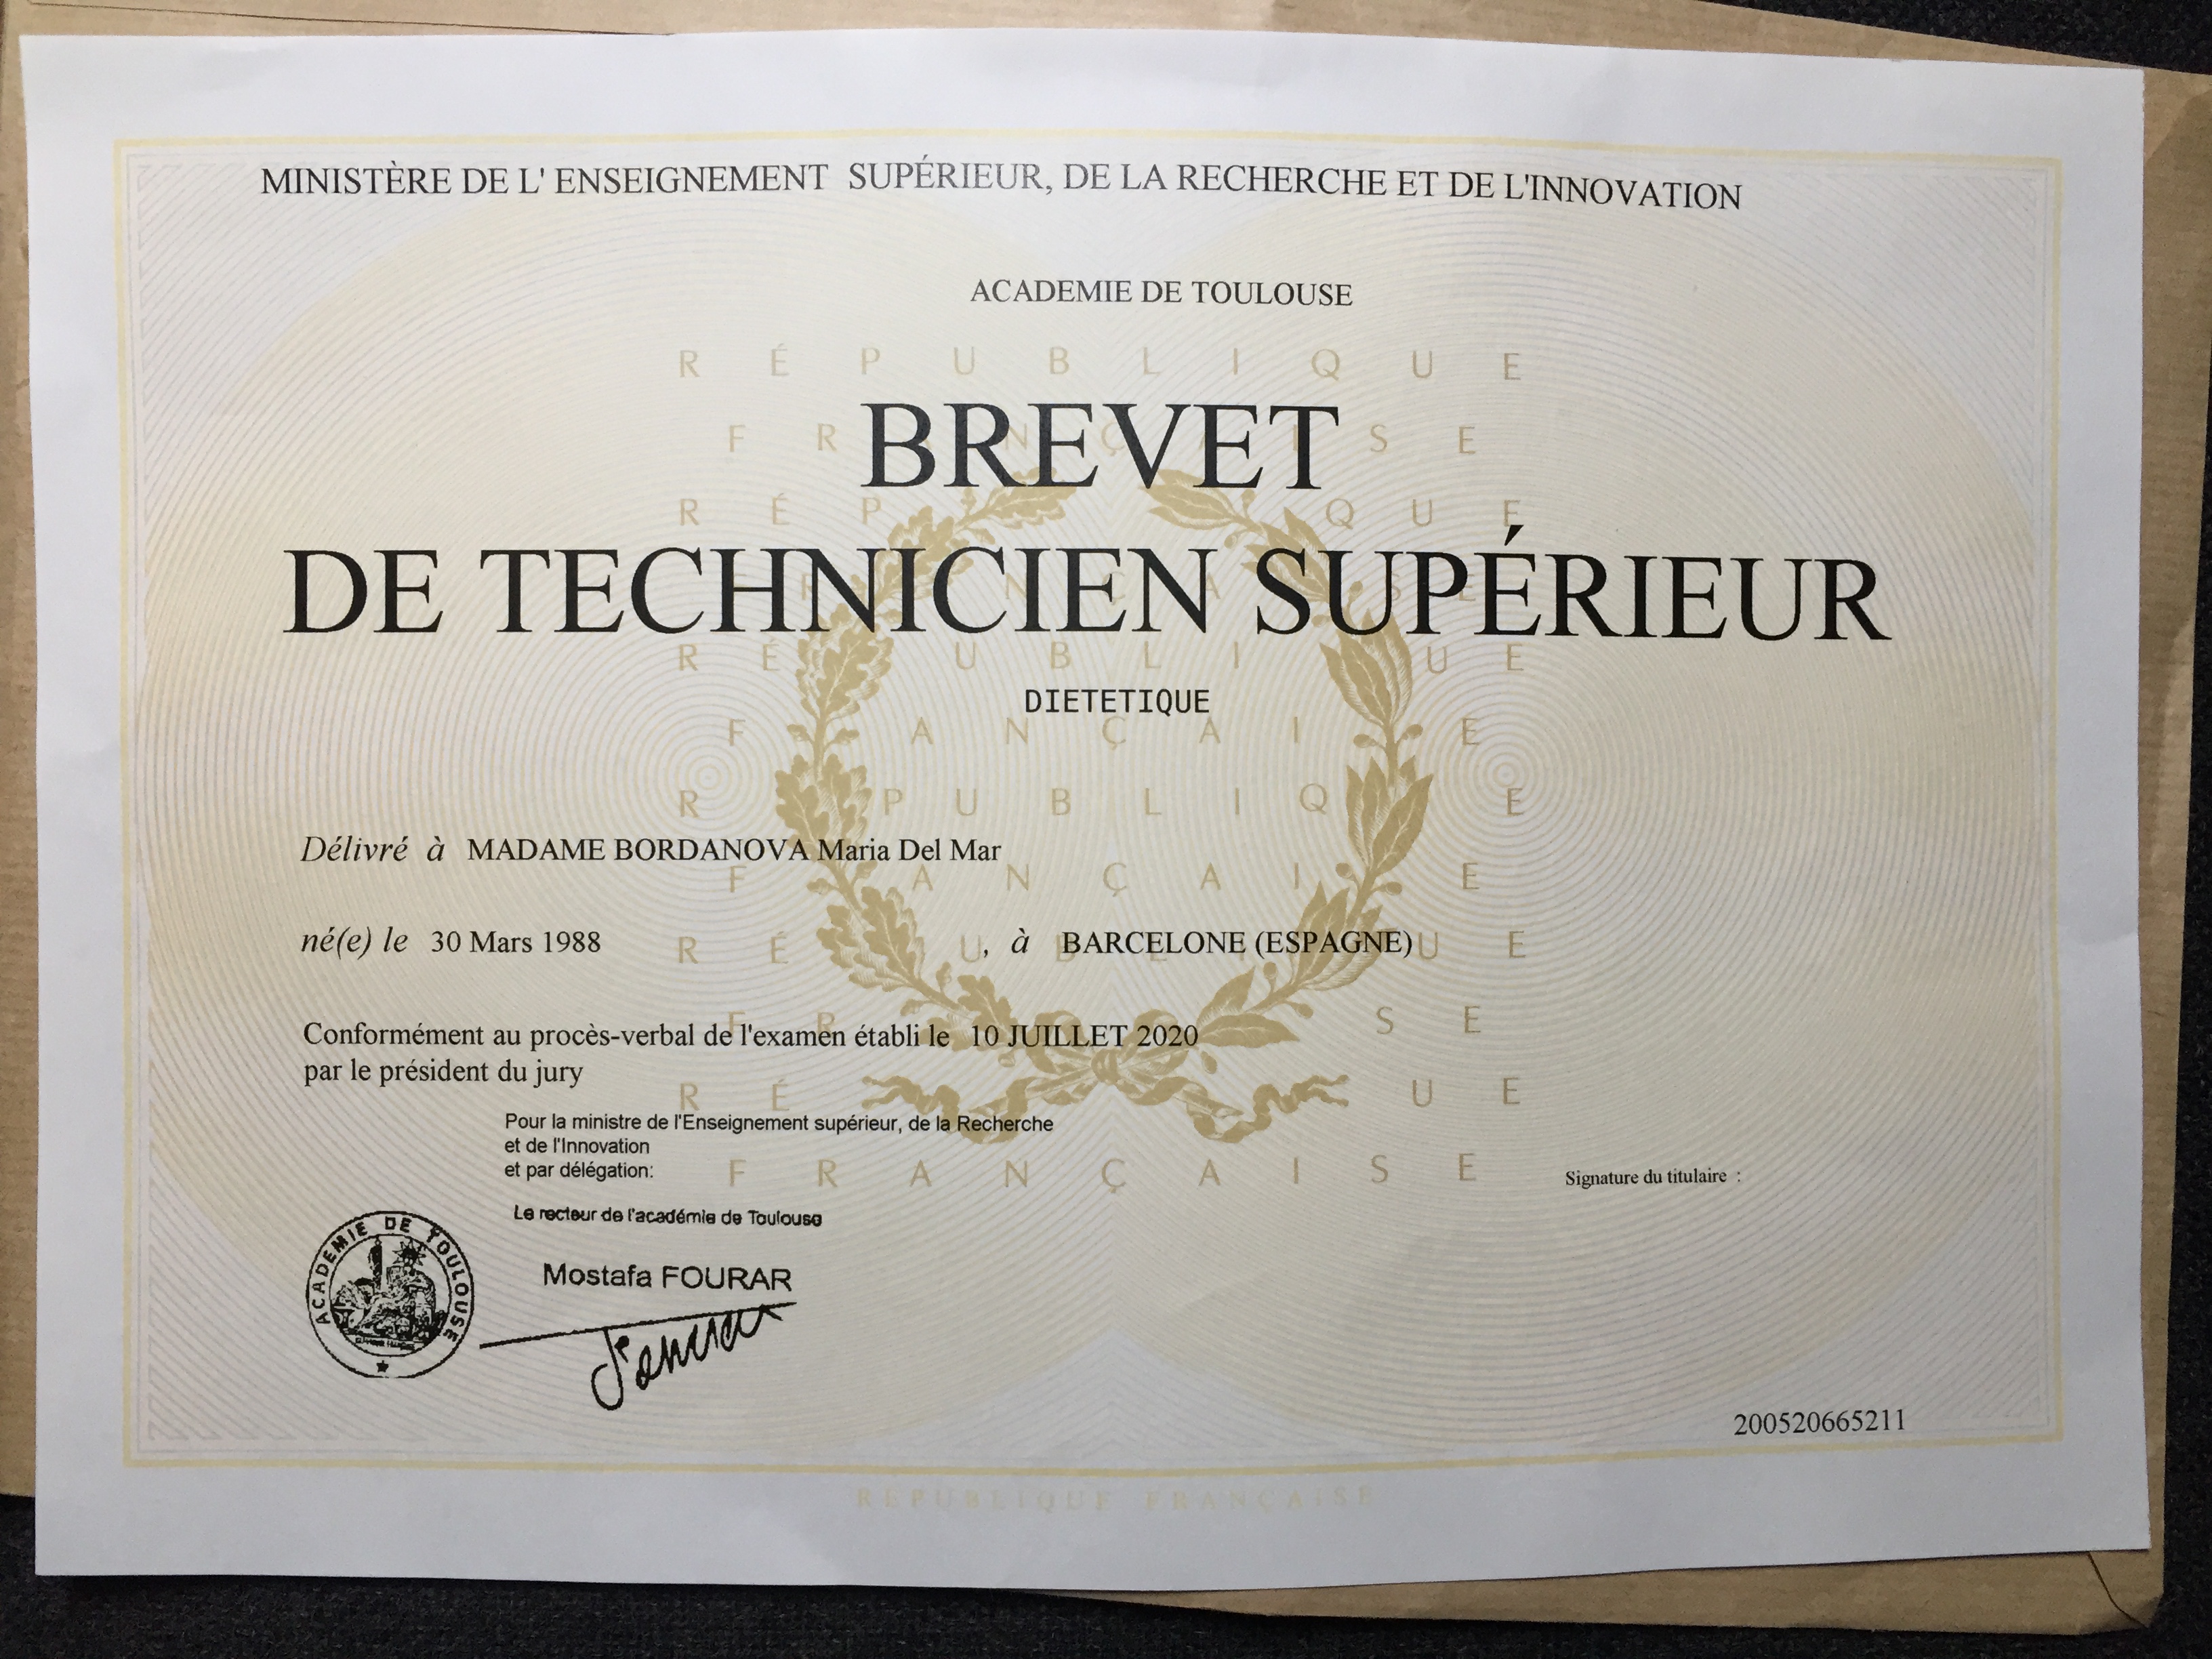 MINISTÈRE DE L' ENSEIGNEMENT SUPÉRIEUR, DE LA RECHERCHE ET DE L'INNOVATION
ACADEMIE DE TOULOUSE
BREVET
DE TECHNICIEN SUPÉRIEUR
DIETETIQUE
Délivré à MADAME BORDANOVA Maria Del Mar
né(e) le 30 Mars 1988 , à BARCELONE (ESPAGNE)
Conformément au procès-verbal de l'examen établi le 10 JUILLET 2020
par le président du jury
Pour la ministre de l'Enseignement supérieur, de la Recherche
et de l'Innovation
et par délégation:
Le recteur de l'académie de Toulouse
Mostafa FOURAR
ACADEMIE DE TOULOUSE
Signature du titulaire :
20052066521​1
RÉPUBLIQUE FRANÇAISE